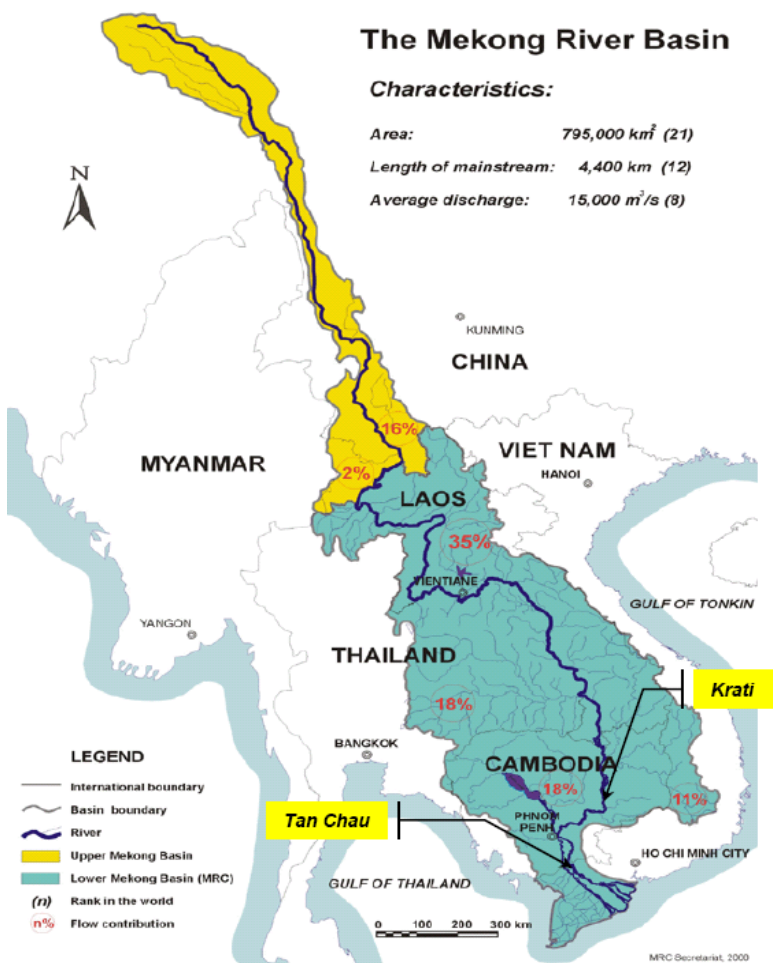 The Mekong River Basin
Characteristics:
Area: 795,000 km² (21)
Length of mainstream: 4,400 km (12)
Average discharge: 15,000 m³/s (8)
N
KUNMING
CHINA
16%
MYANMAR
2%
VIET NAM
HANOI
LAOS
35%
VIENTIANE
GULF OF TONKIN
YANGON
THAILAND
Krati
18%
BANGKOK
CAMBODIA
18%
11%
Tan Chau
PHNOM
PENH
HO CHI MINH CITY
GULF OF THAILAND
LEGEND
International boundary
Basin boundary
River
Upper Mekong Basin
Lower Mekong Basin (MRC)
(n) Rank in the world
n% Flow contribution
0 100 200 300 km
MRC Secretariat, 2000